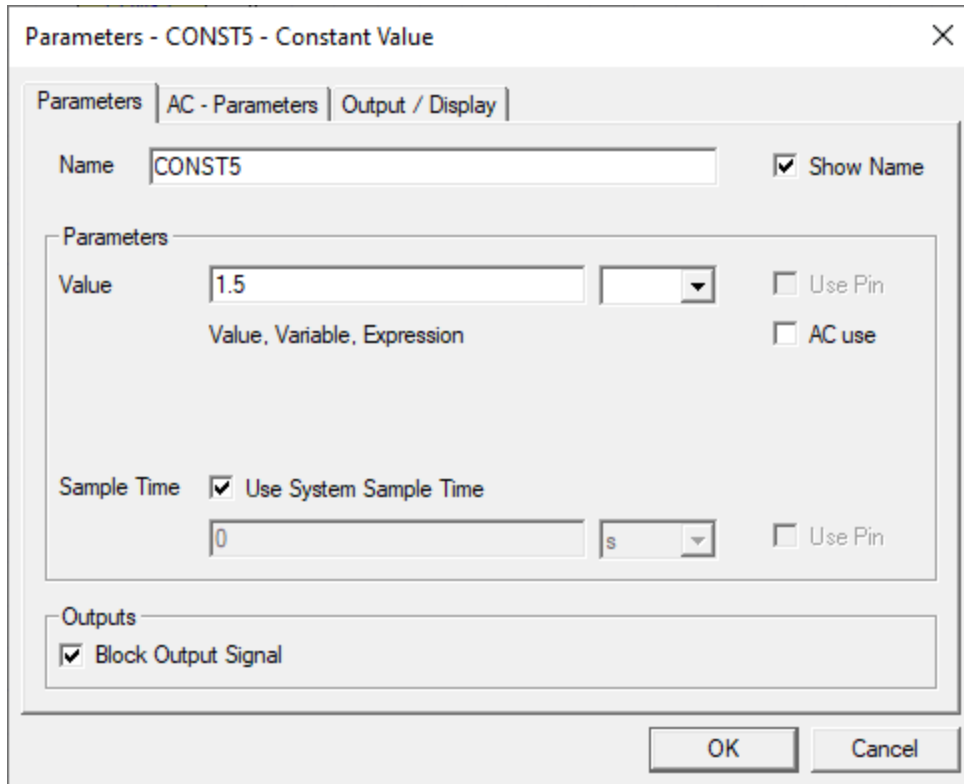 Parameters - CONST5 - Constant Value
Parameters AC - Parameters Output / Display
Name CONST5 Show Name
Parameters
Value 1.5 Use Pin
Value, Variable, Expression AC use
Sample Time Use System Sample Time
0 s Use Pin
Outputs
Block Output Signal
OK Cancel